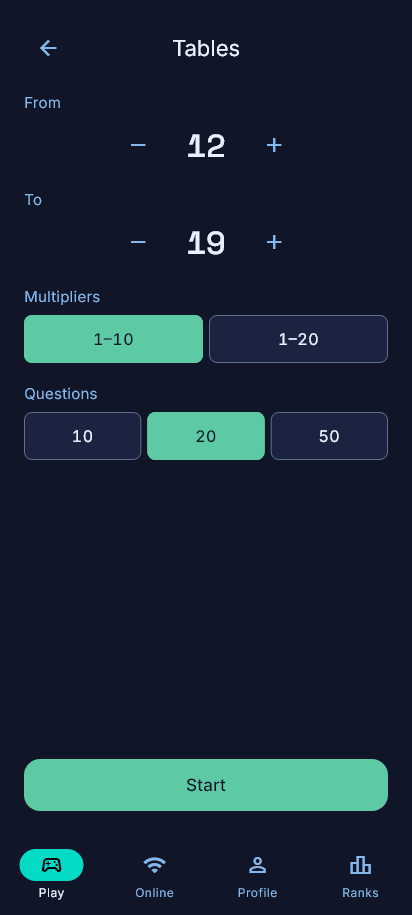 Tables
From
− 12 +
To
− 19 +
Multipliers
1–10 1–20
Questions
10 20 50
Start
Play Online Profile Ranks